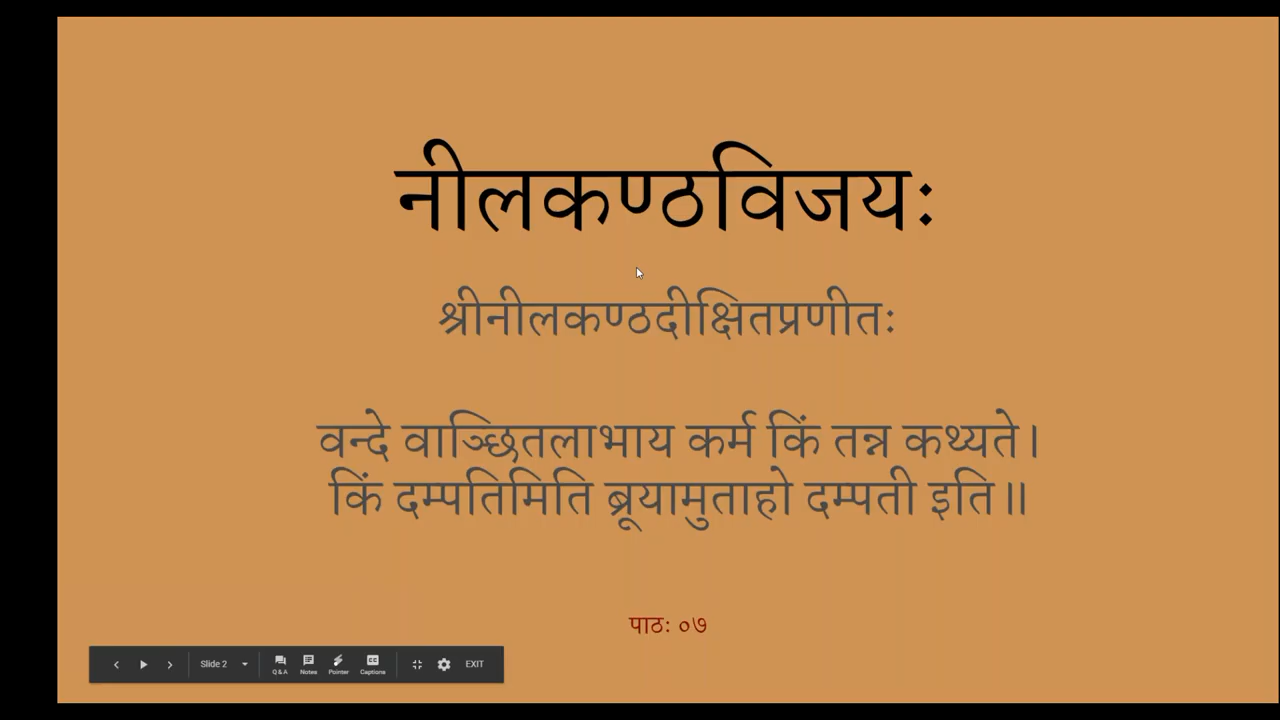 नीलकण्ठविजयः
श्रीनीलकण्ठदीक्षितप्रणीतः
वन्दे वाञ्छितलाभाय कर्म किं तन्न कथ्यते।
किं दम्पतिमिति ब्रूयामुताहो दम्पती इति॥
पाठः ०७
Slide 2
Q & A Notes Pointer Captions EXIT